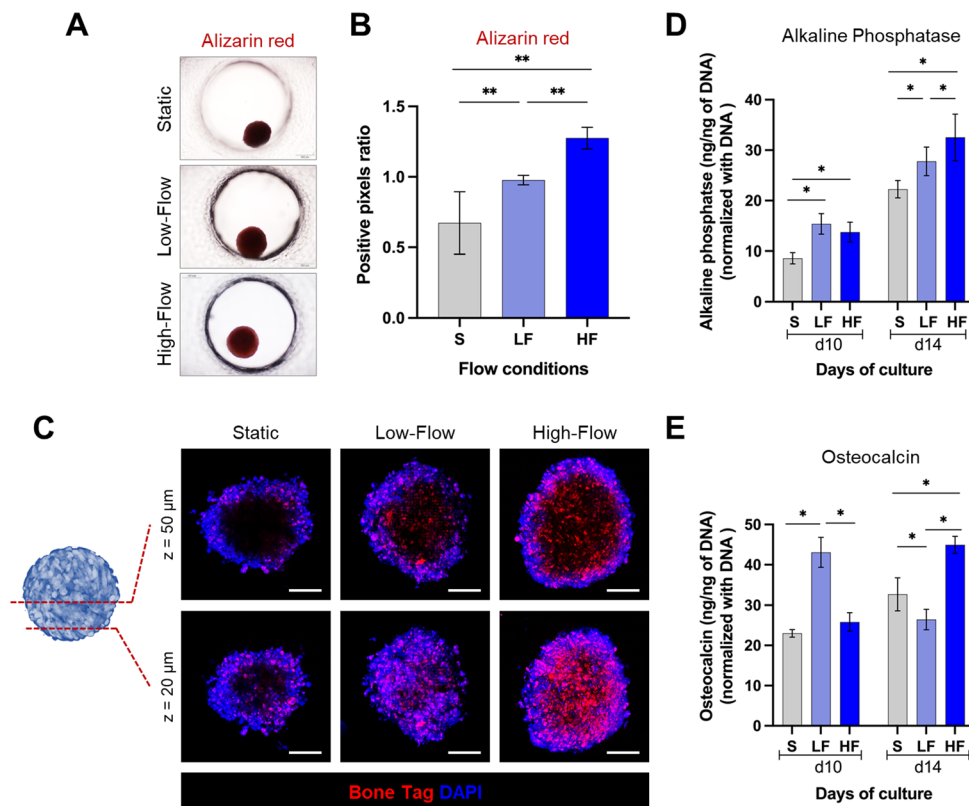 A
Alizarin red
Static
Low-Flow
High-Flow
B
Alizarin red
**
**
**
Positive pixels ratio
1.5
1.0
0.5
0.0
S
LF
HF
Flow conditions
D
Alkaline Phosphatase
*
*
*
*
*
Alkaline phosphatse (ng/ng of DNA)
(normalized with DNA)
40
30
20
10
0
S
LF
HF
S
LF
HF
d10
d14
Days of culture
C
Static
Low-Flow
High-Flow
z = 50 µm
z = 20 µm
Bone Tag DAPI
E
Osteocalcin
*
*
*
*
*
Osteocalcin (ng/ng of DNA)
(normalized with DNA )
50
40
30
20
10
0
S
LF
HF
S
LF
HF
d10
d14
Days of culture